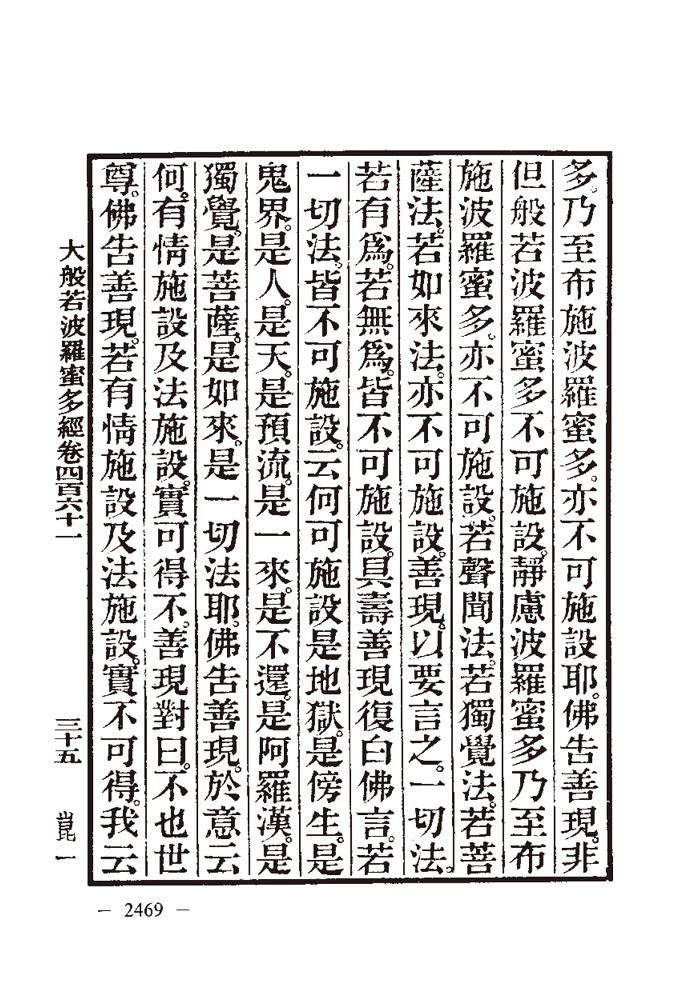 多。乃至布施波羅蜜多。亦不可施設耶。佛告善現。非
但般若波羅蜜多不可施設。靜慮波羅蜜多乃至布
施波羅蜜多。亦不可施設。若聲聞法。若獨覺法。若菩
薩法。若如來法。亦不可施設。善現。以要言之。一切法。
若有爲。若無爲。皆不可施設。具壽善現復白佛言。若
一切法。皆不可施設。云何可施設是地獄。是傍生。是
鬼界。是人。是天。是預流。是一來。是不還。是阿羅漢。是
獨覺。是菩薩。是如來。是一切法耶。佛告善現。於意云
何。有情施設及法施設。實可得不。善現對曰。不也世
尊。佛告善現。若有情施設及法施設。實不可得。我云
大般若波羅蜜多經卷四百六十一
三十五
崑一
— 2469 —